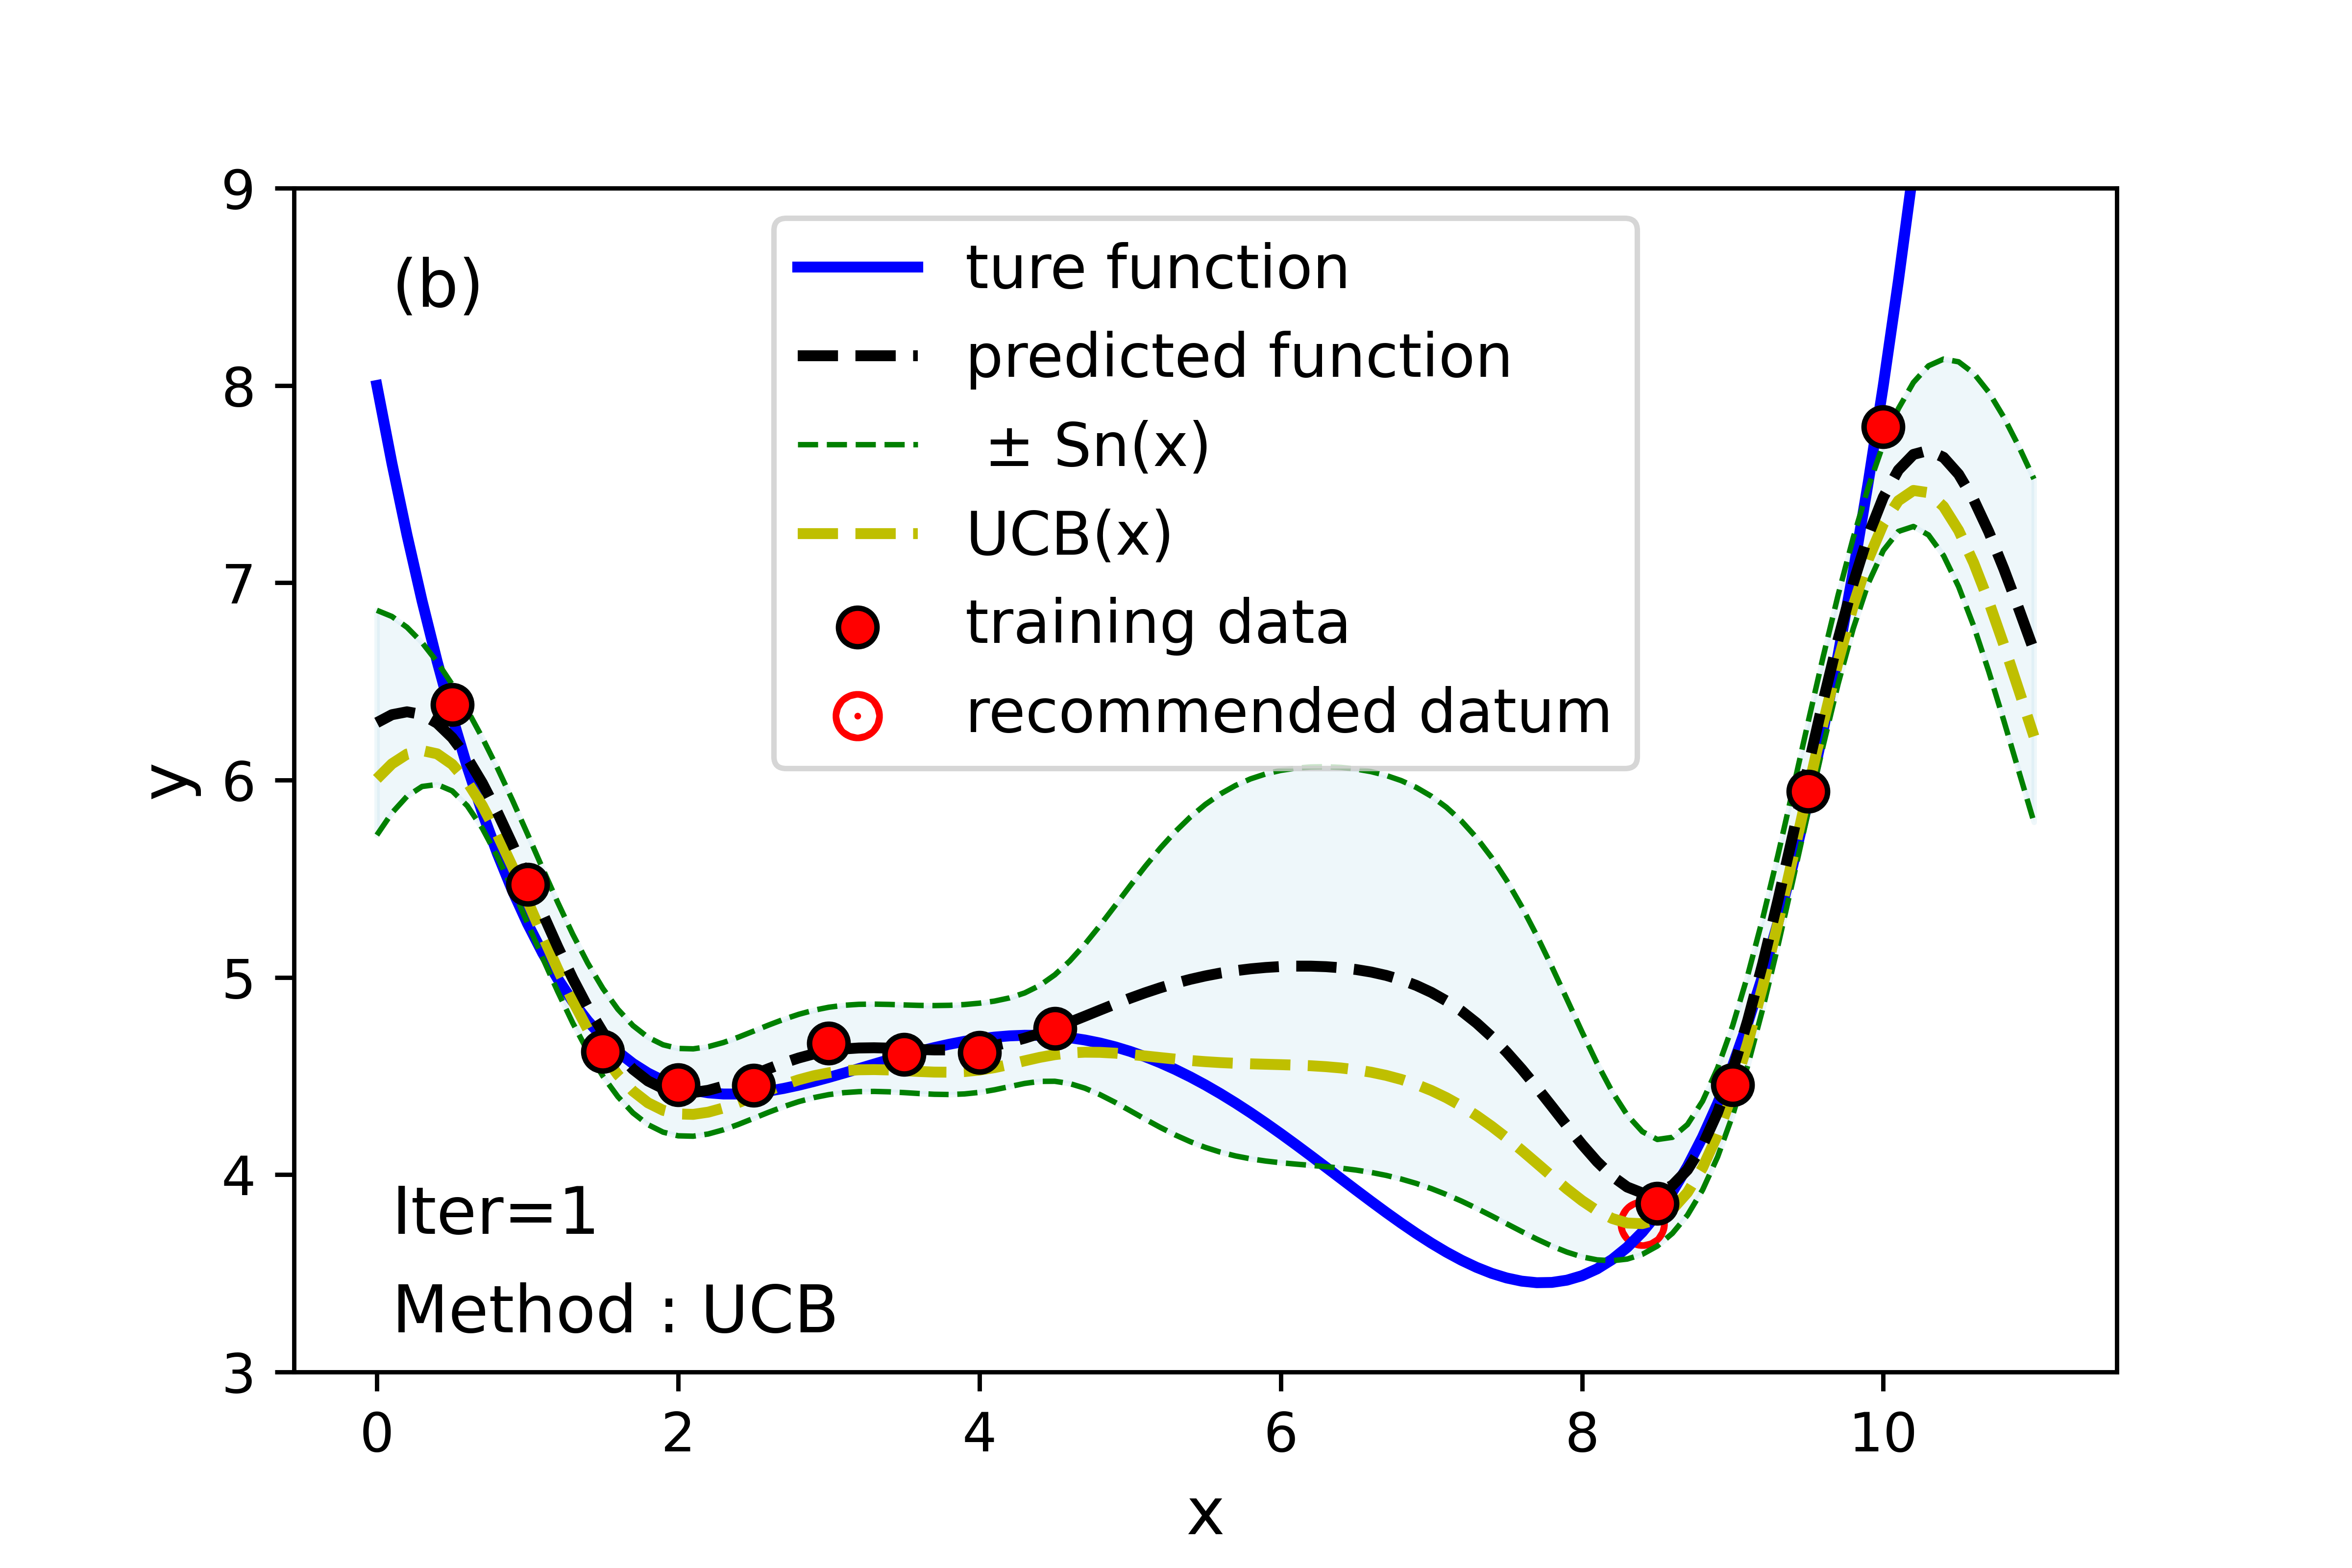 (b)
ture function
predicted function
± Sn(x)
UCB(x)
training data
recommended datum
Iter=1
Method : UCB
y
9
8
7
6
5
4
3
0 2 4 6 8 10
x